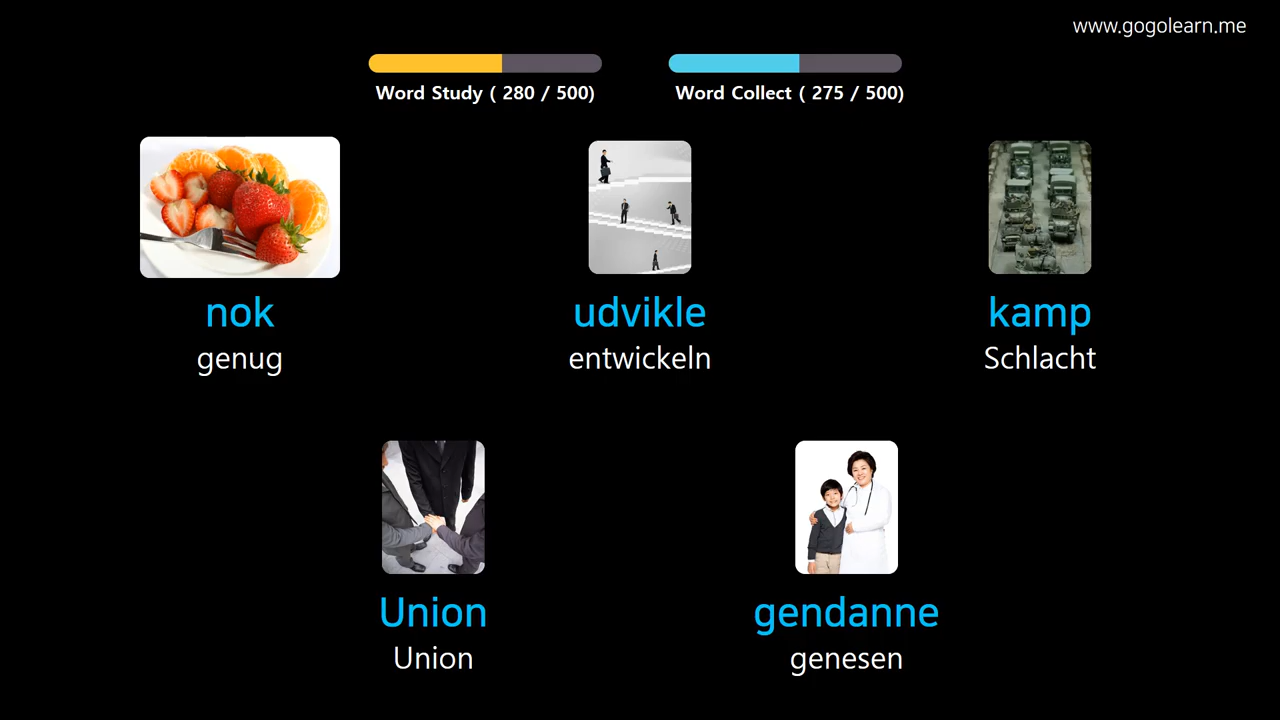 www.gogolearn.me
Word Study ( 280 / 500)
Word Collect ( 275 / 500)
nok
genug
udvikle
entwickeln
kamp
Schlacht
Union
Union
gendanne
genesen